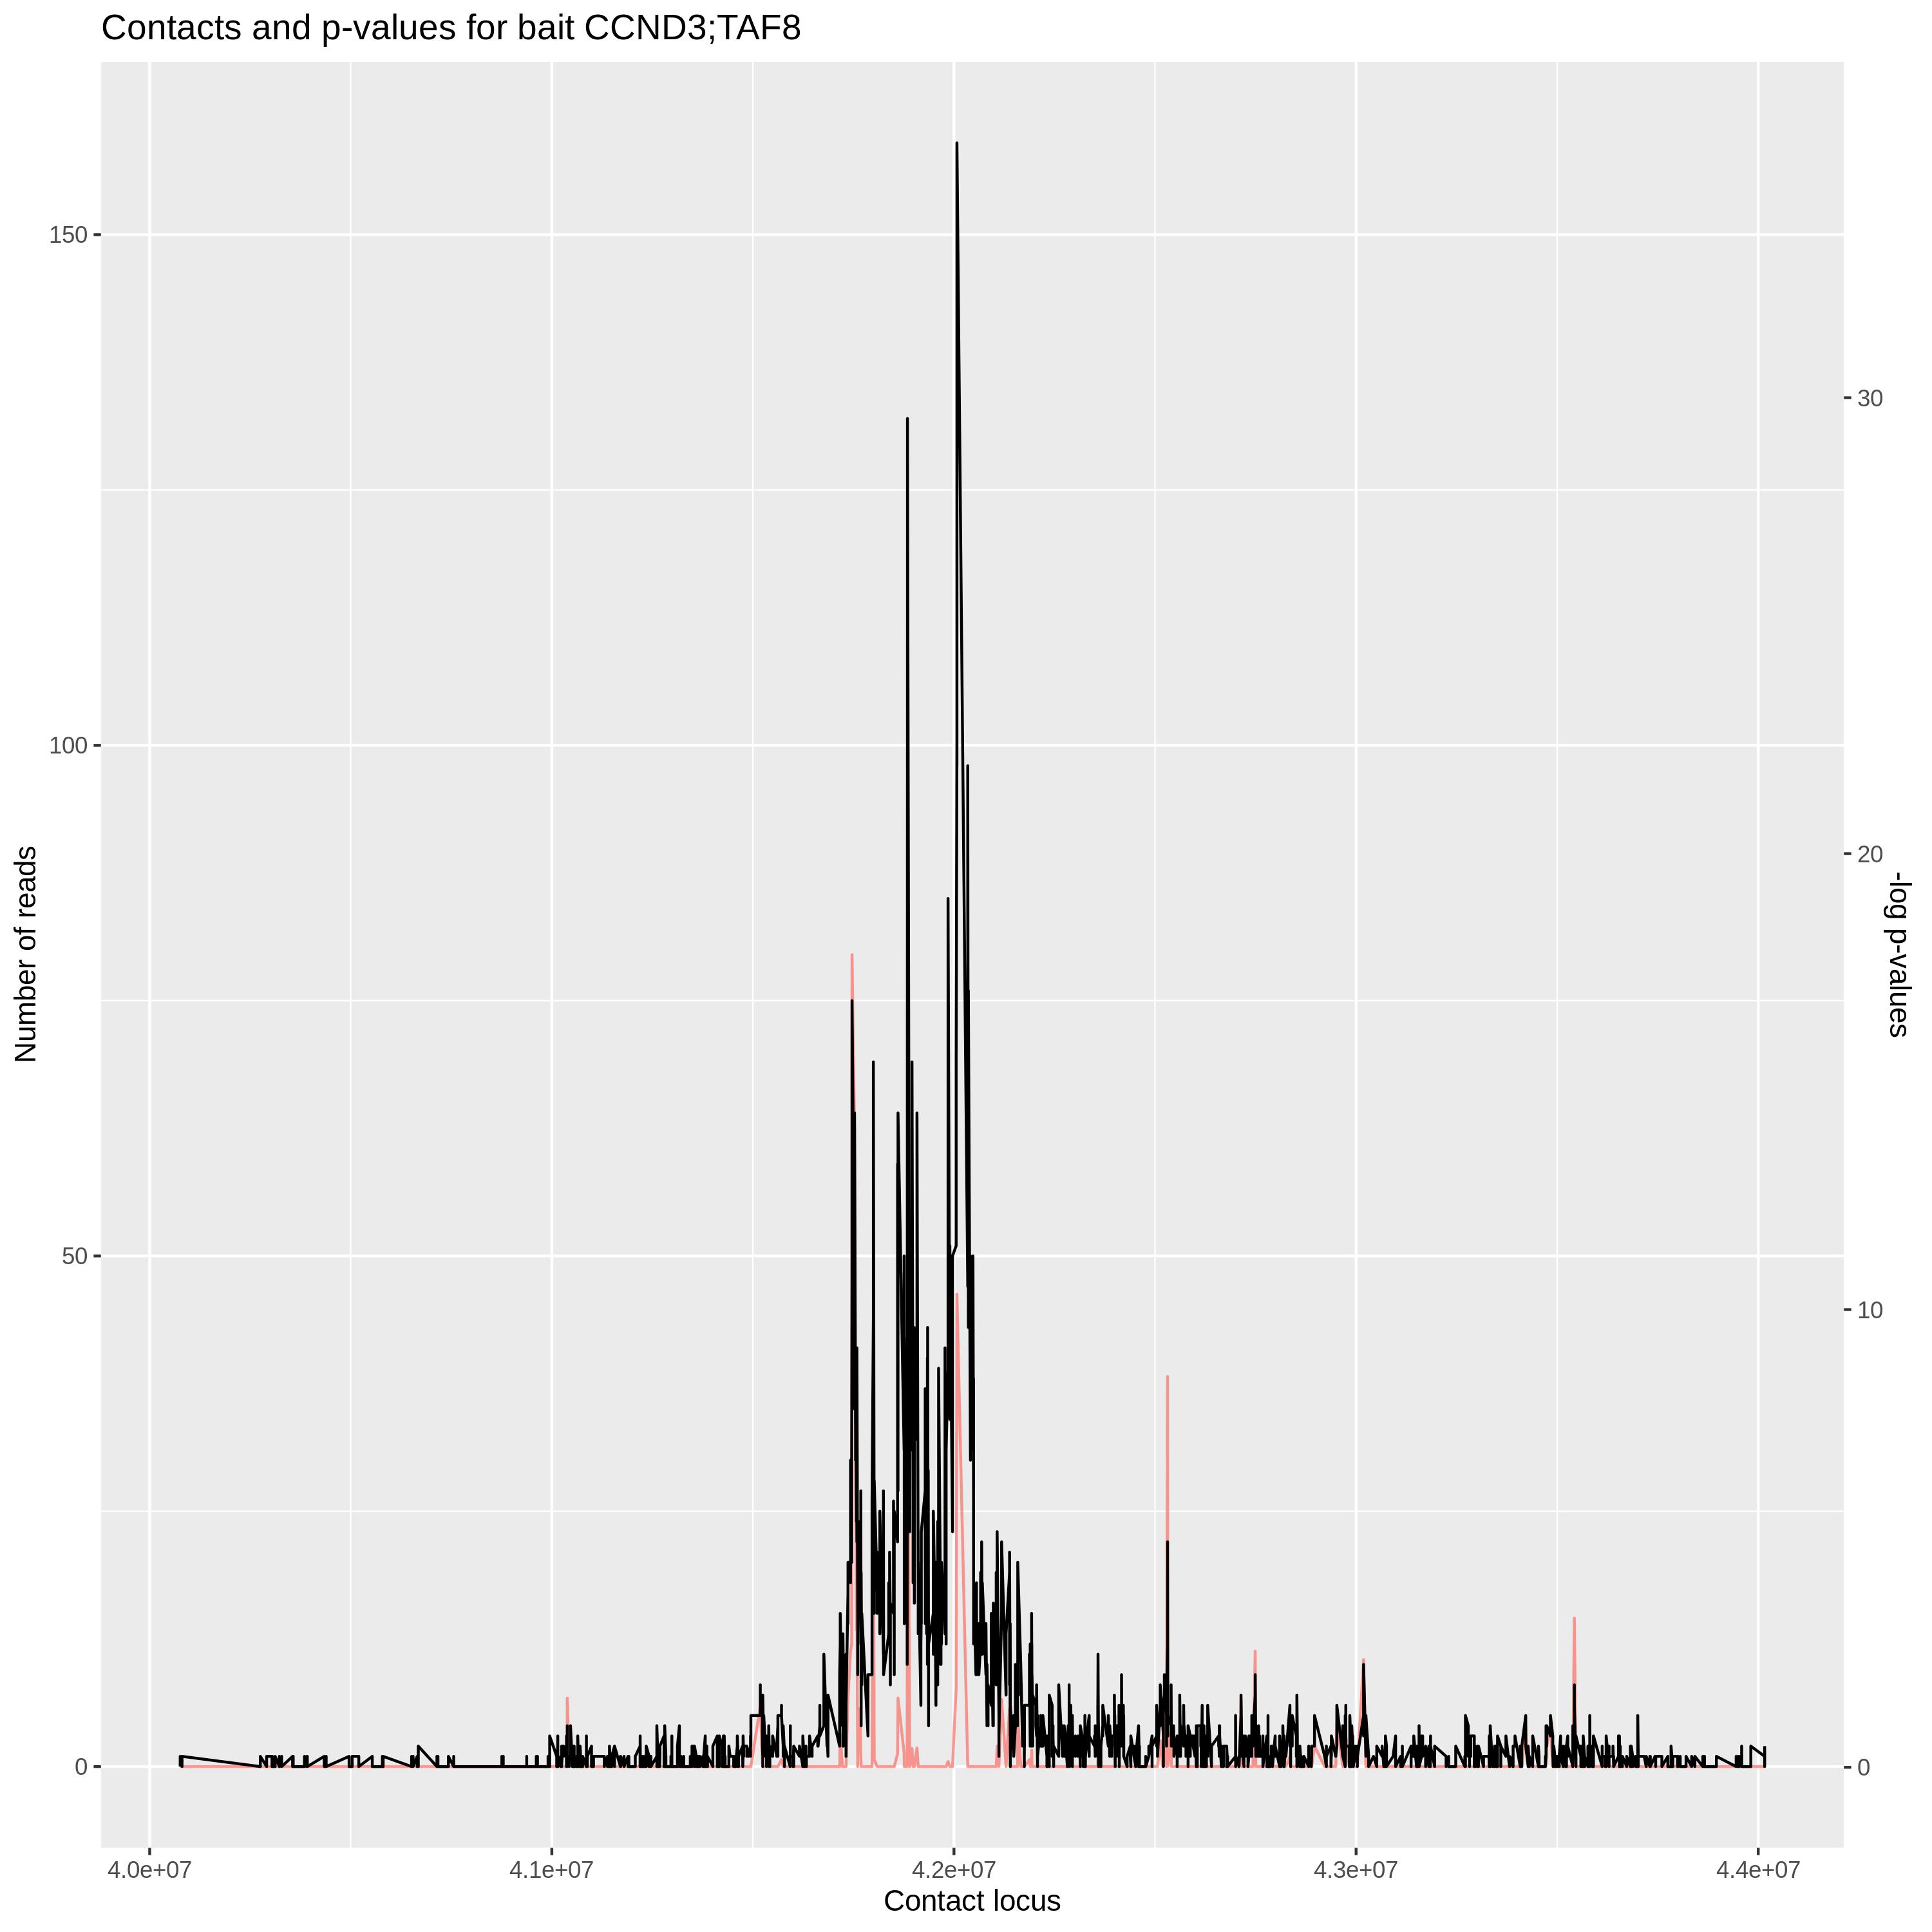 Contacts and p-values for bait CCND3;TAF8
150
100
50
0
Number of reads
30
20
10
0
-log p-values
4.0e+07
4.1e+07
4.2e+07
4.3e+07
4.4e+07
Contact locus